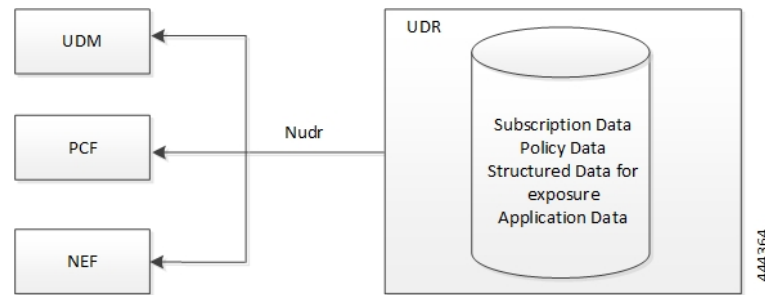 UDM
PCF
NEF
Nudr
UDR
Subscription Data
Policy Data
Structured Data for
exposure
Application Data
444364